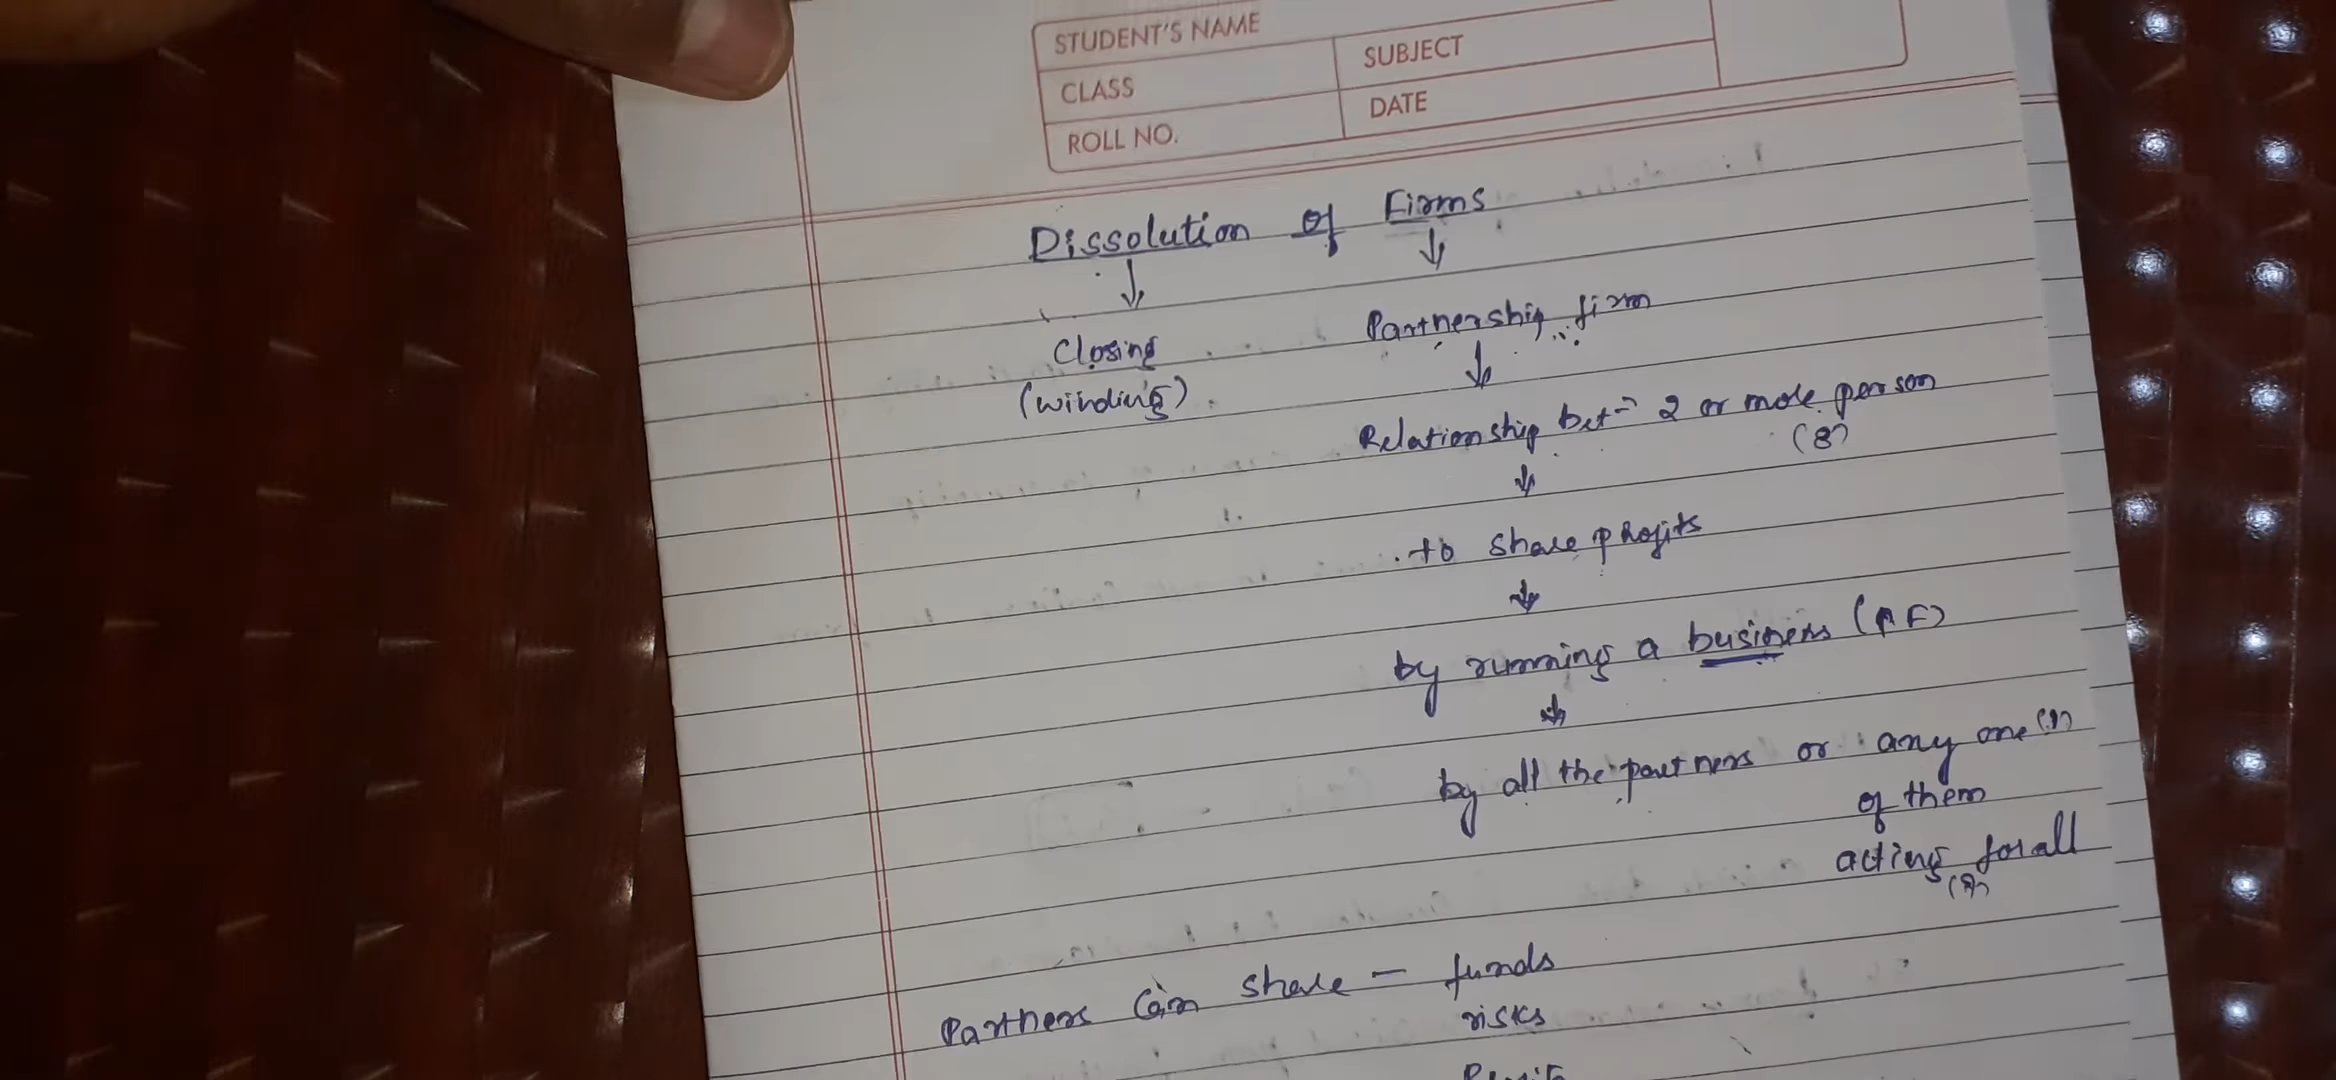 STUDENT'S NAME
CLASS
SUBJECT
ROLL NO.
DATE
Dissolution of Firms
Closing
(winding)
Partnership firm
Relationship betn 2 or more person
(8)
to share profits
by running a business (PF)
by all the partners or any one (1)
of them
acting for all
Partners can share — funds
risks